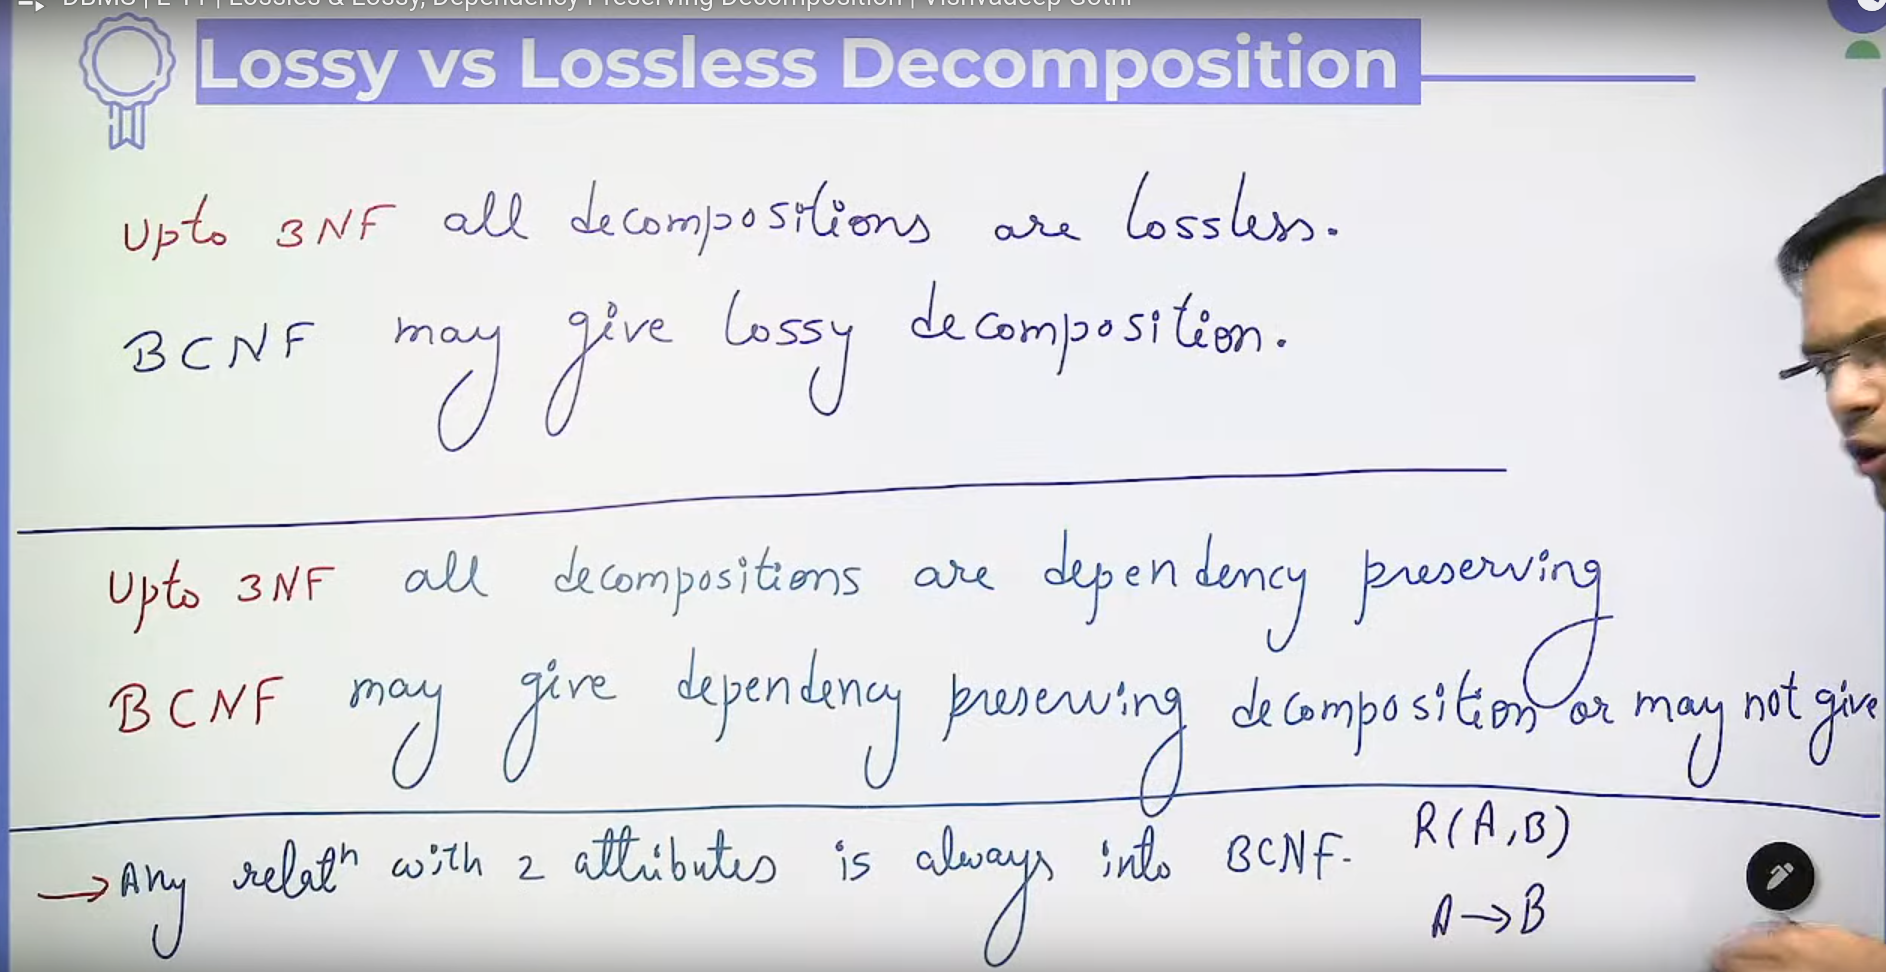 DBMS | L 11 | Lossles & Lossy, Dependency Preserving Decomposition | Vishvadeep Gothi
Lossy vs Lossless Decomposition
Upto 3NF all decompositions are lossless.
BCNF may give lossy decomposition.
Upto 3NF all decompositions are dependency preserving
BCNF may give dependency preserving decomposition or may not give
→ Any relatⁿ with 2 attributes is always into BCNF. R(A,B)
A→B